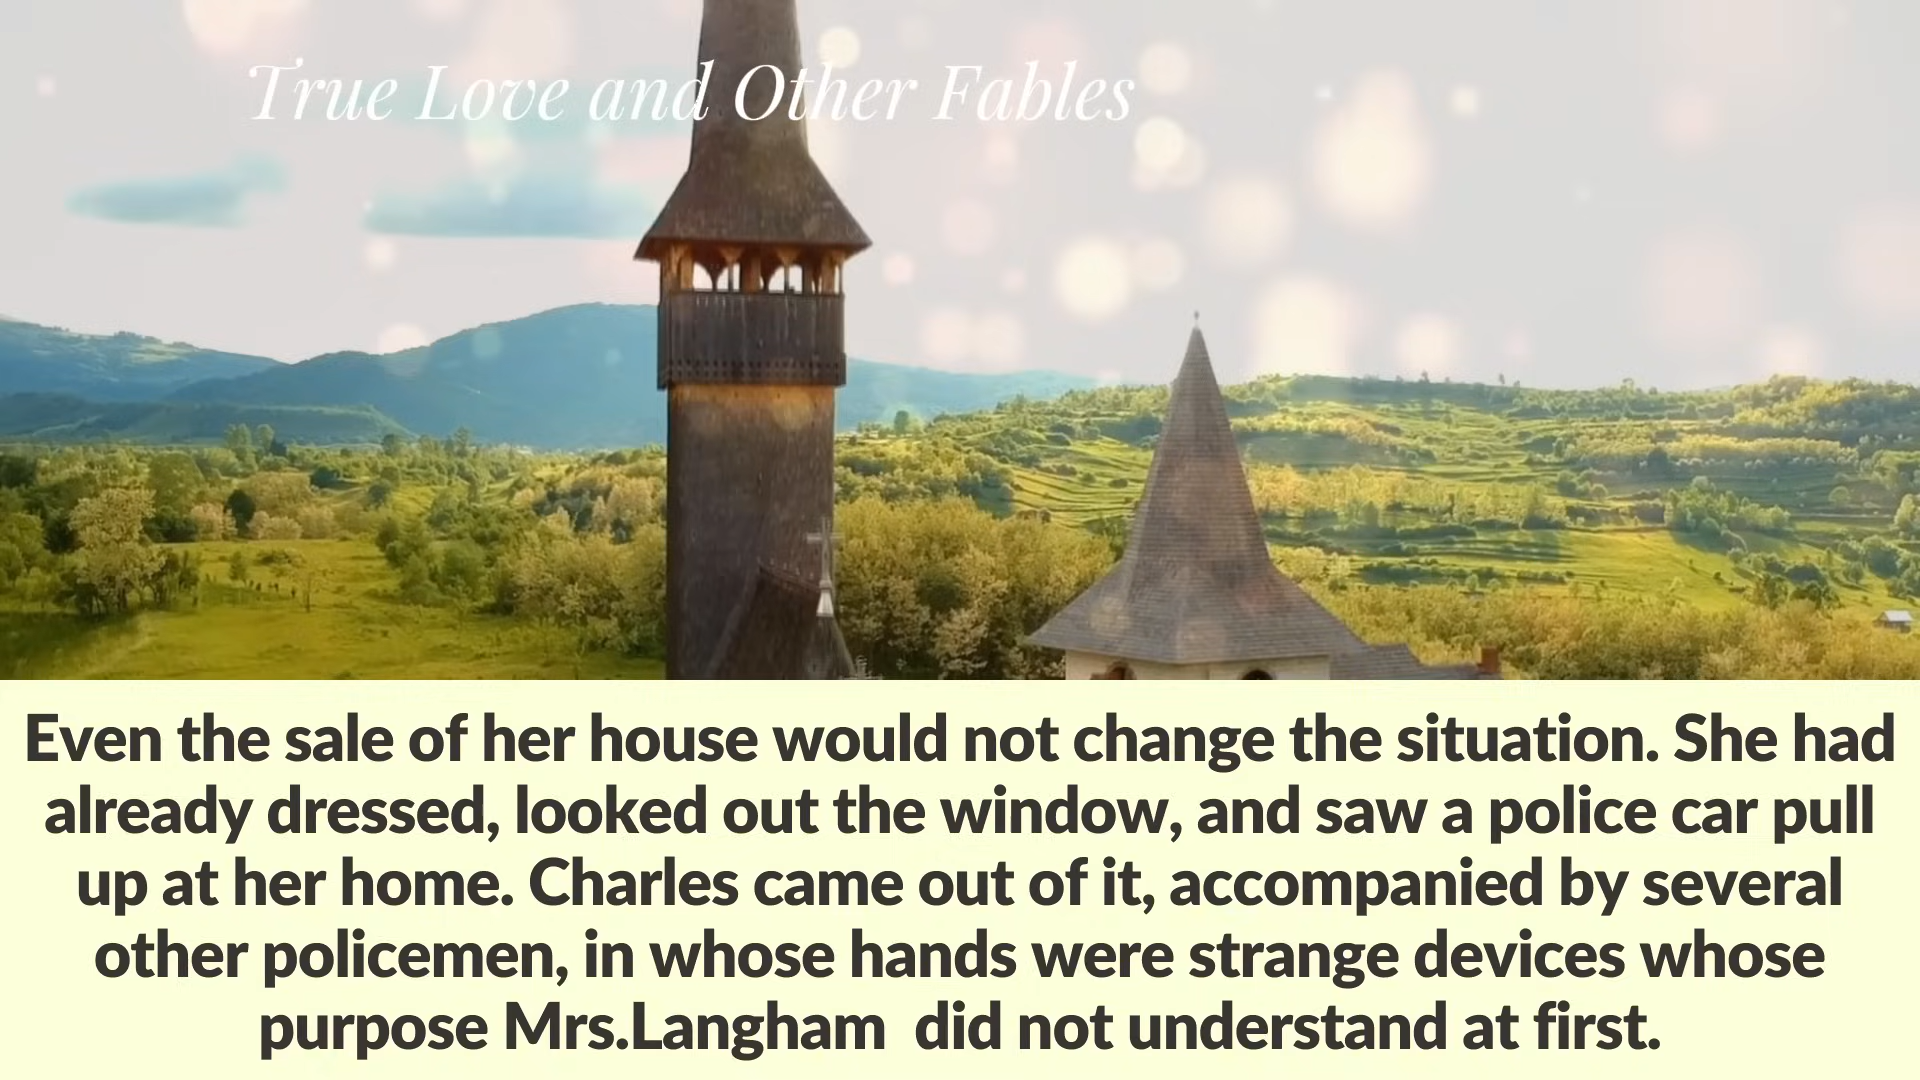 True Love and Other Fables
Even the sale of her house would not change the situation. She had
already dressed, looked out the window, and saw a police car pull
up at her home. Charles came out of it, accompanied by several
other policemen, in whose hands were strange devices whose
purpose Mrs.Langham  did not understand at first.